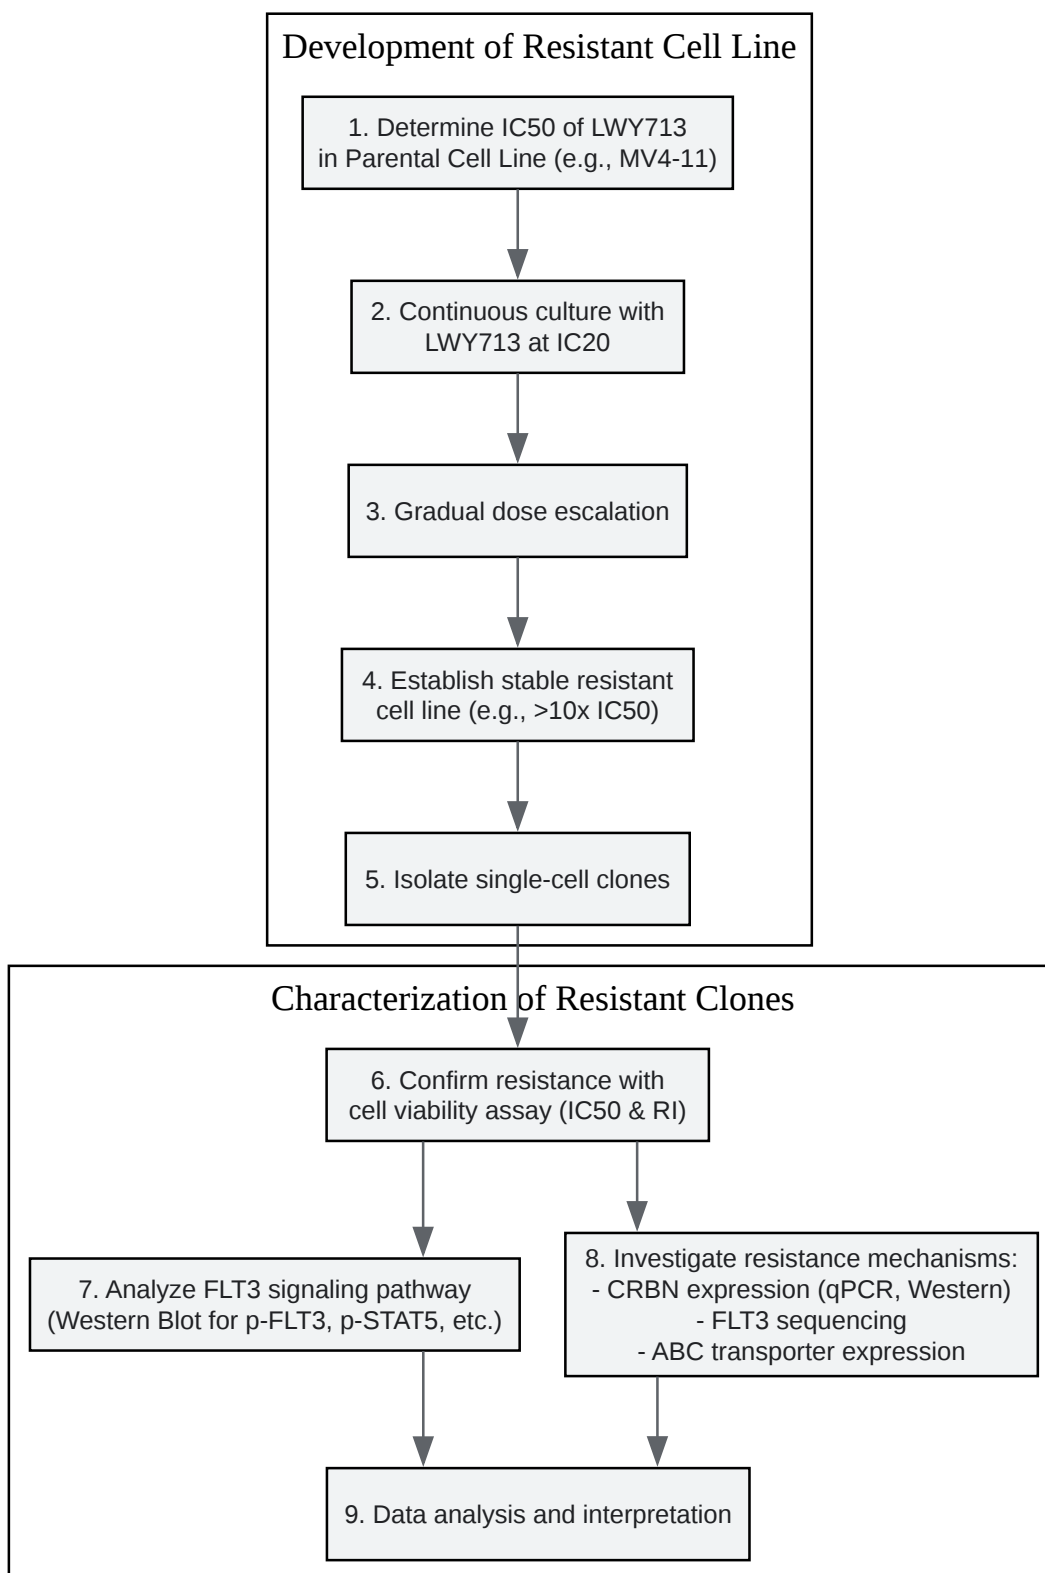 Development of Resistant Cell Line
1. Determine IC50 of LWY713
in Parental Cell Line (e.g., MV4-11)
2. Continuous culture with
LWY713 at IC20
3. Gradual dose escalation
4. Establish stable resistant
cell line (e.g., >10x IC50)
5. Isolate single-cell clones
Characterization of Resistant Clones
6. Confirm resistance with
cell viability assay (IC50 & RI)
7. Analyze FLT3 signaling pathway
(Western Blot for p-FLT3, p-STAT5, etc.)
8. Investigate resistance mechanisms:
- CRBN expression (qPCR, Western)
- FLT3 sequencing
- ABC transporter expression
9. Data analysis and interpretation